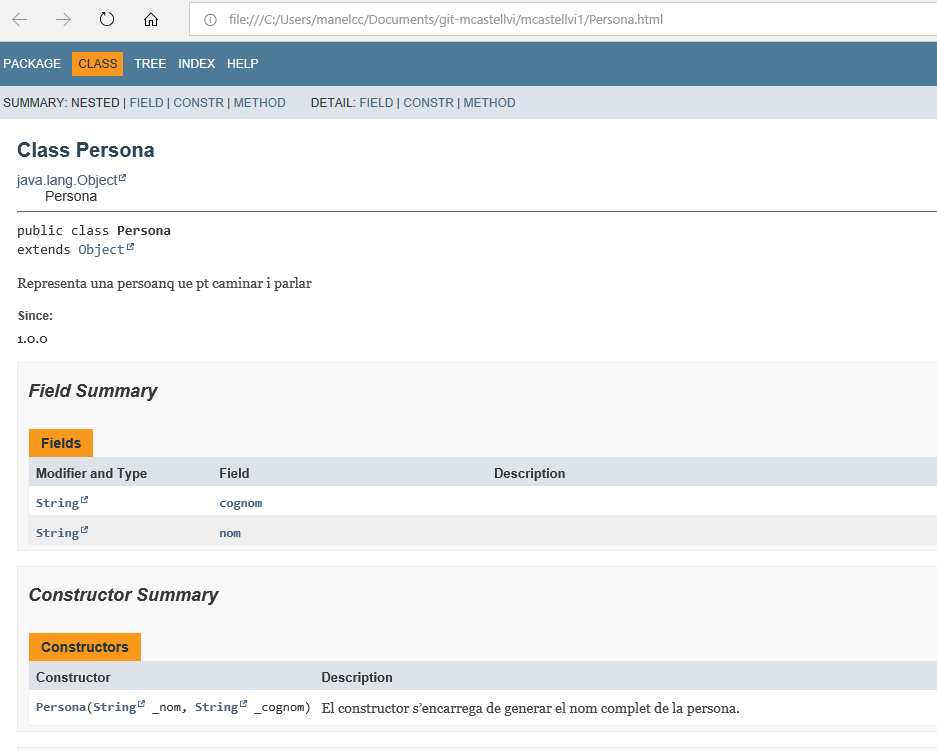 file:///C:/Users/manelcc/Documents/git-mcastellvi/mcastellvi1/Persona.html
PACKAGE CLASS TREE INDEX HELP
SUMMARY: NESTED | FIELD | CONSTR | METHOD DETAIL: FIELD | CONSTR | METHOD
Class Persona
java.lang.Object
Persona
public class Persona
extends Object
Representa una persoanq ue pt caminar i parlar
Since:
1.0.0
Field Summary
Fields
Modifier and Type Field Description
String cognom
String nom
Constructor Summary
Constructors
Constructor Description
Persona(String _nom, String _cognom) El constructor s'encarrega de generar el nom complet de la persona.